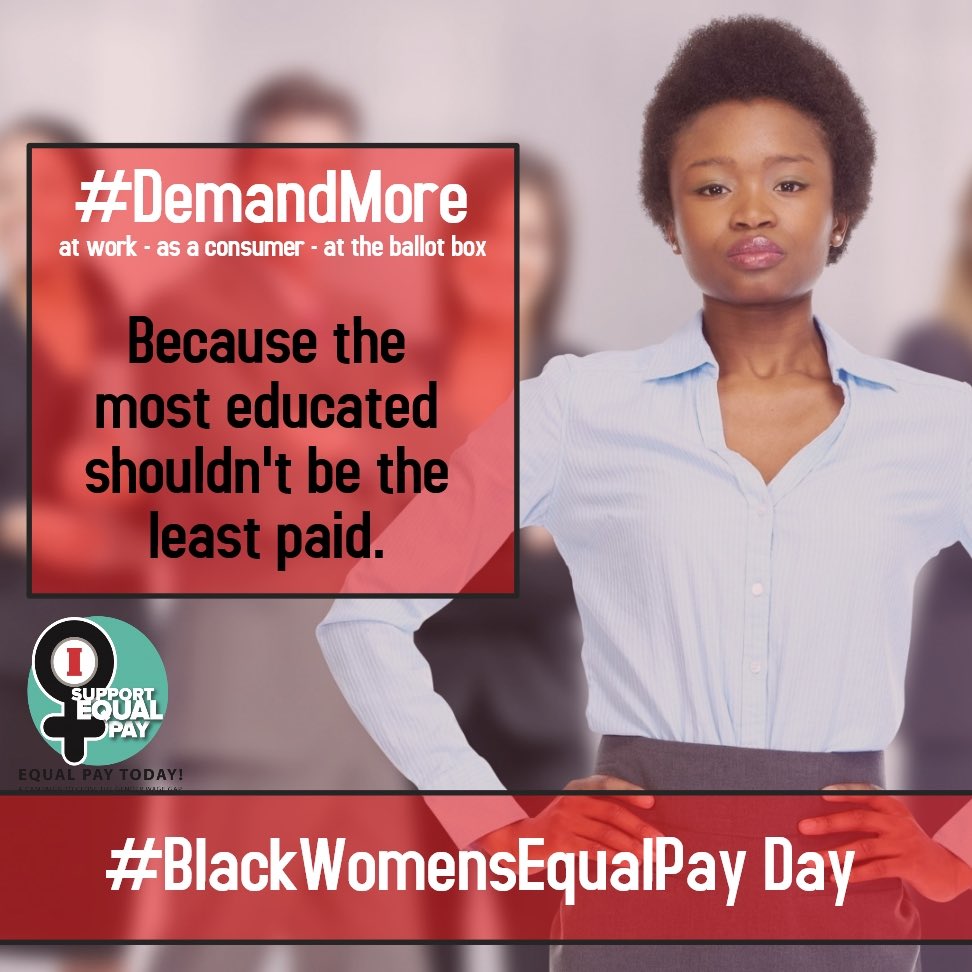 #DemandMore
at work - as a consumer - at the ballot box
Because the
most educated
shouldn't be the
least paid.
I
SUPPORT
EQUAL
PAY
EQUAL PAY TODAY!
#BlackWomensEqualPay Day